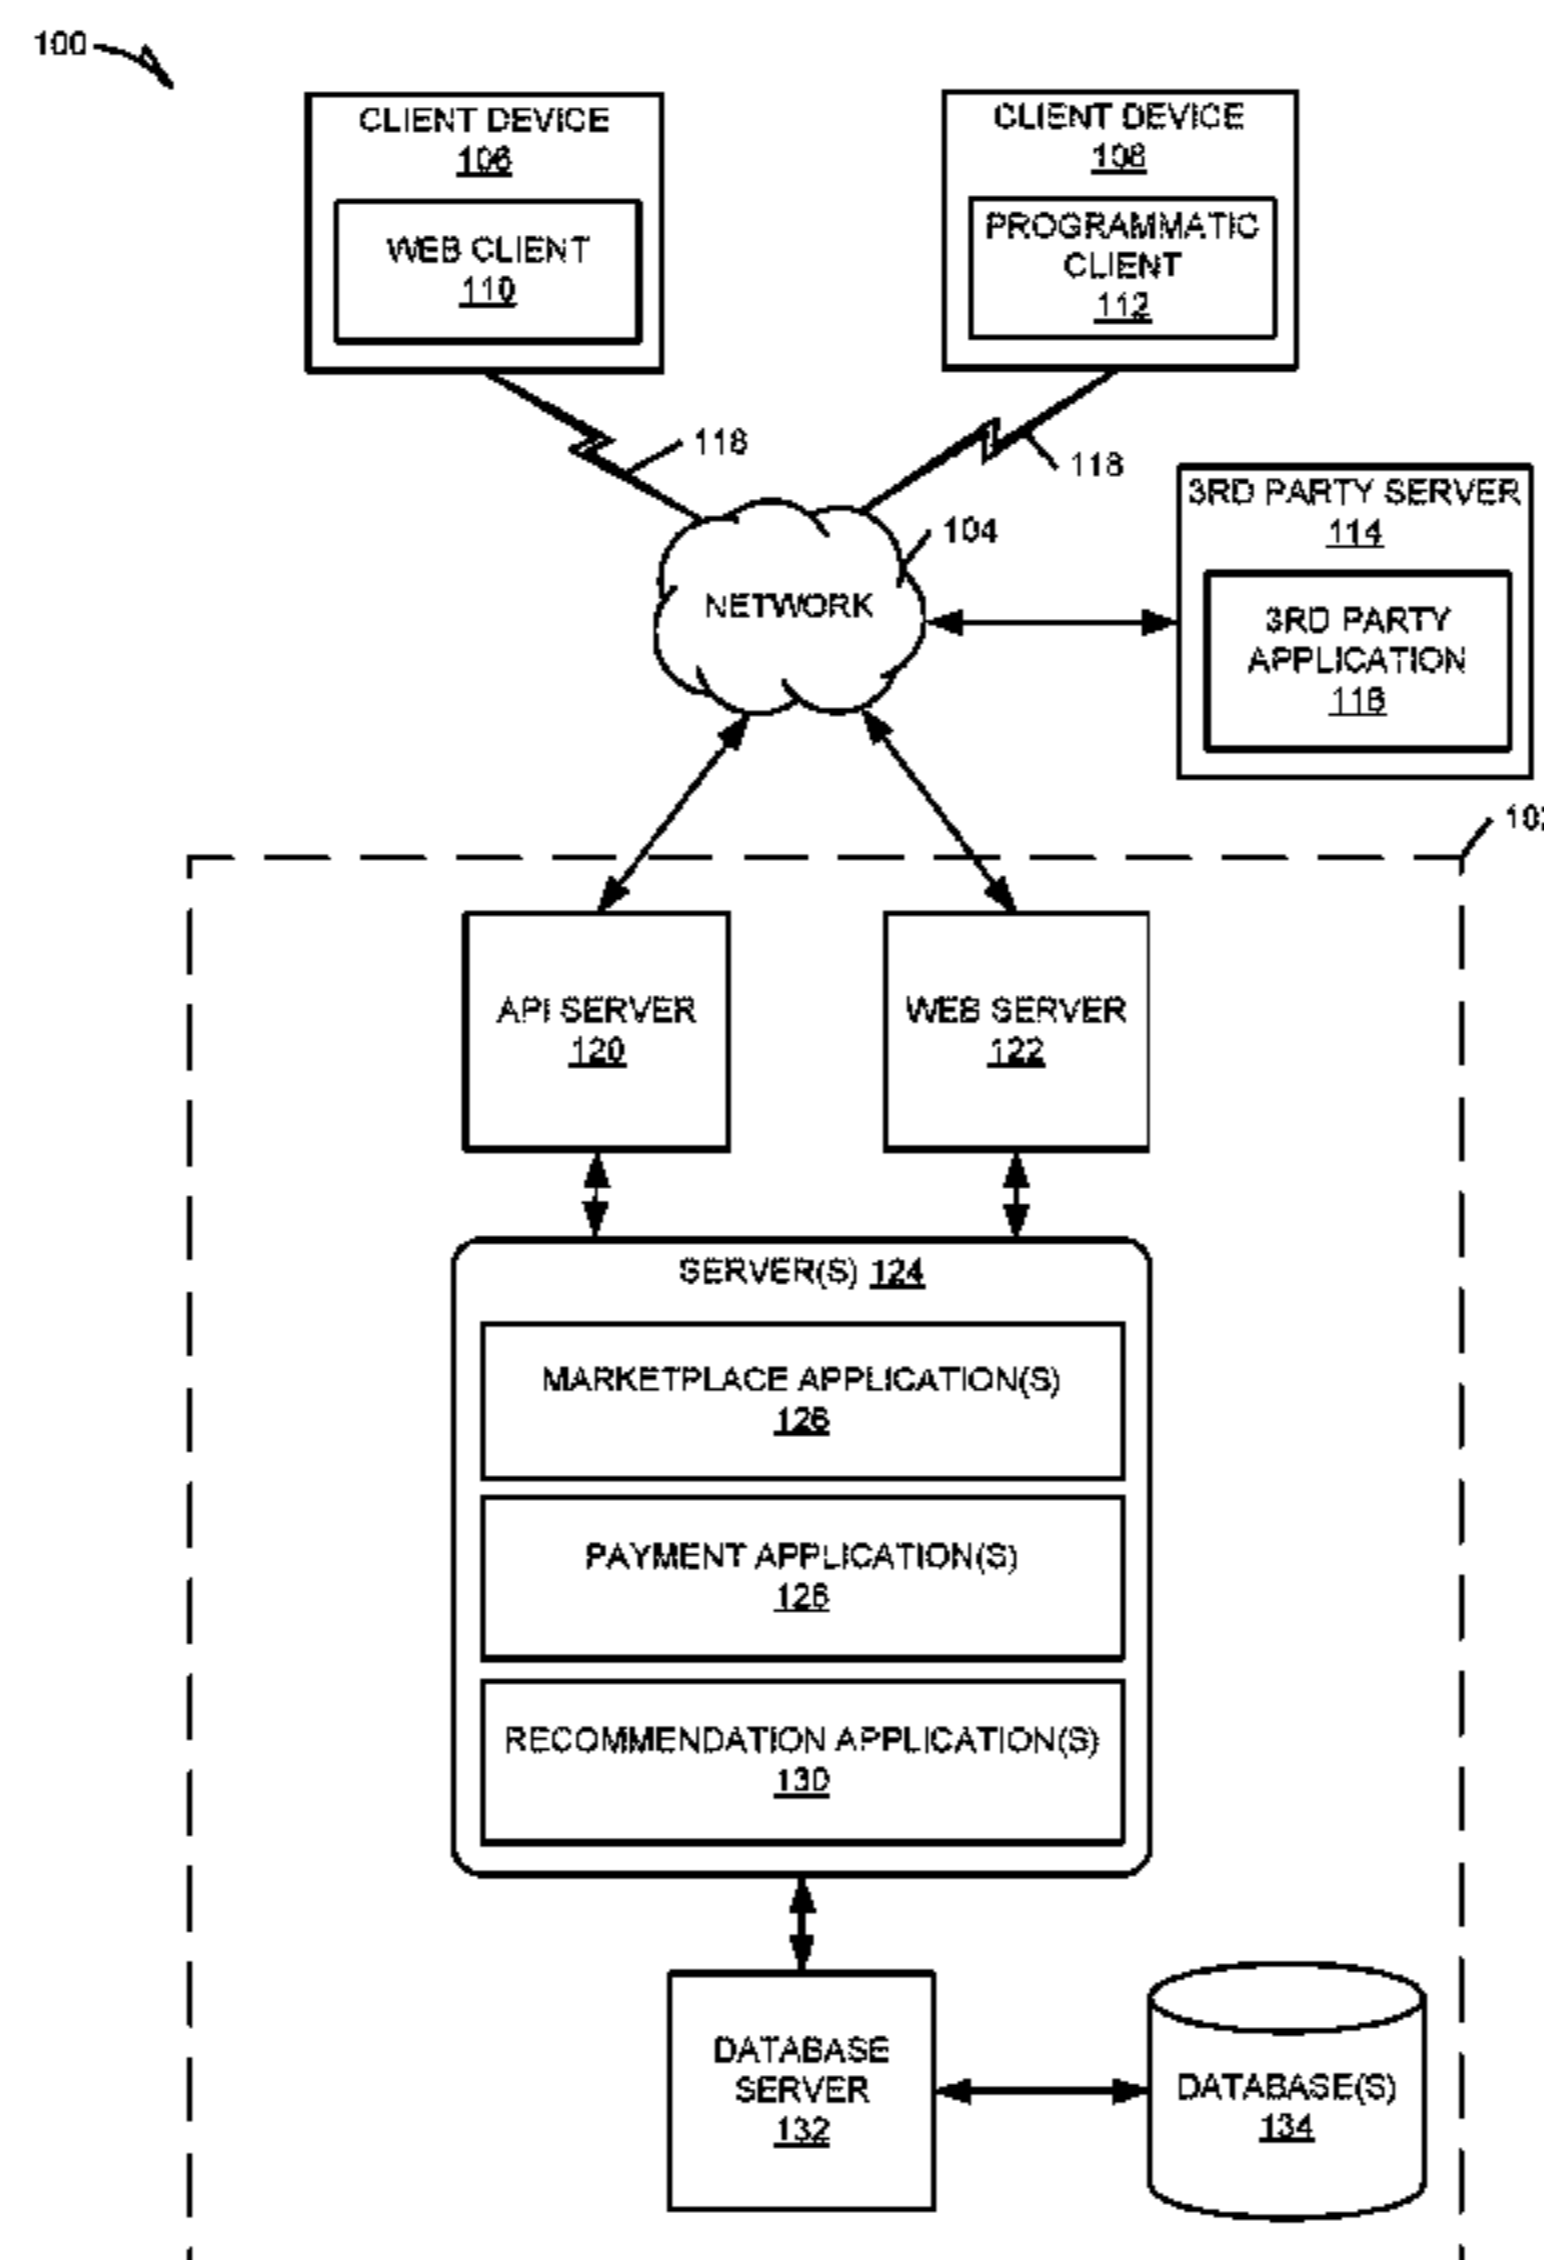 100
CLIENT DEVICE
106
WEB CLIENT
110
CLIENT DEVICE
108
PROGRAMMATIC
CLIENT
112
118
118
104
NETWORK
3RD PARTY SERVER
114
3RD PARTY
APPLICATION
116
API SERVER
120
WEB SERVER
122
SERVER(S) 124
MARKETPLACE APPLICATION(S)
126
PAYMENT APPLICATION(S)
128
RECOMMENDATION APPLICATION(S)
130
DATABASE
SERVER
132
DATABASE(S)
134